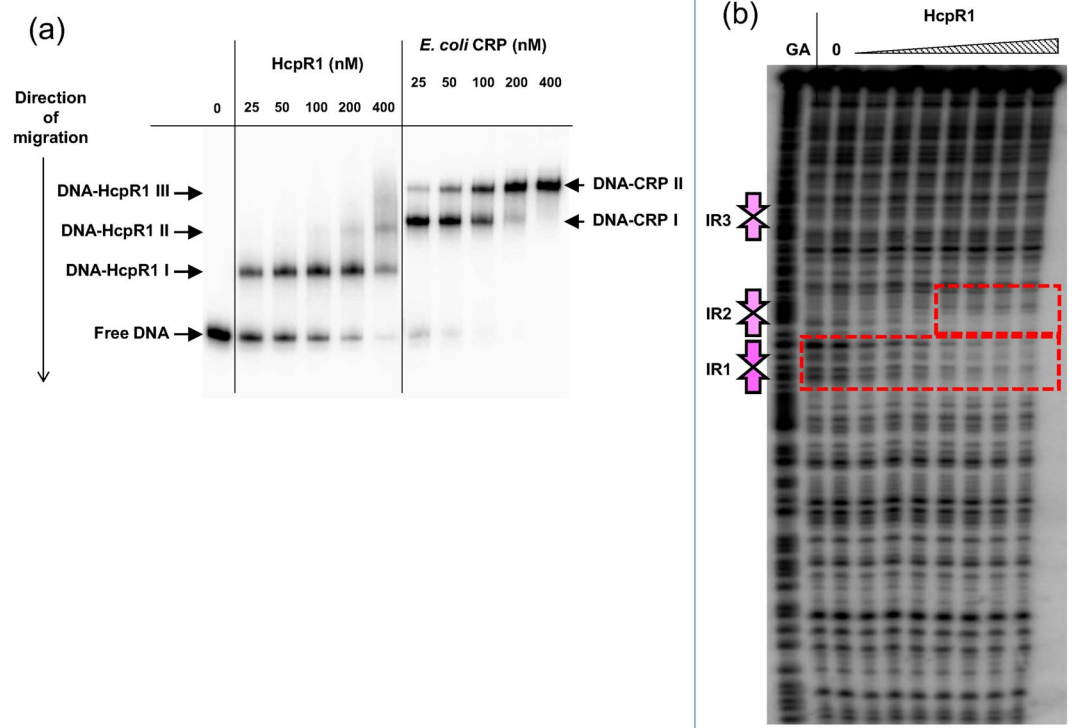 (a)
HcpR1 (nM)
E. coli CRP (nM)
0 25 50 100 200 400
25 50 100 200 400
Direction
of
migration
DNA-HcpR1 III
DNA-HcpR1 II
DNA-HcpR1 I
Free DNA
DNA-CRP II
DNA-CRP I
(b)
HcpR1
GA 0
IR3
IR2
IR1